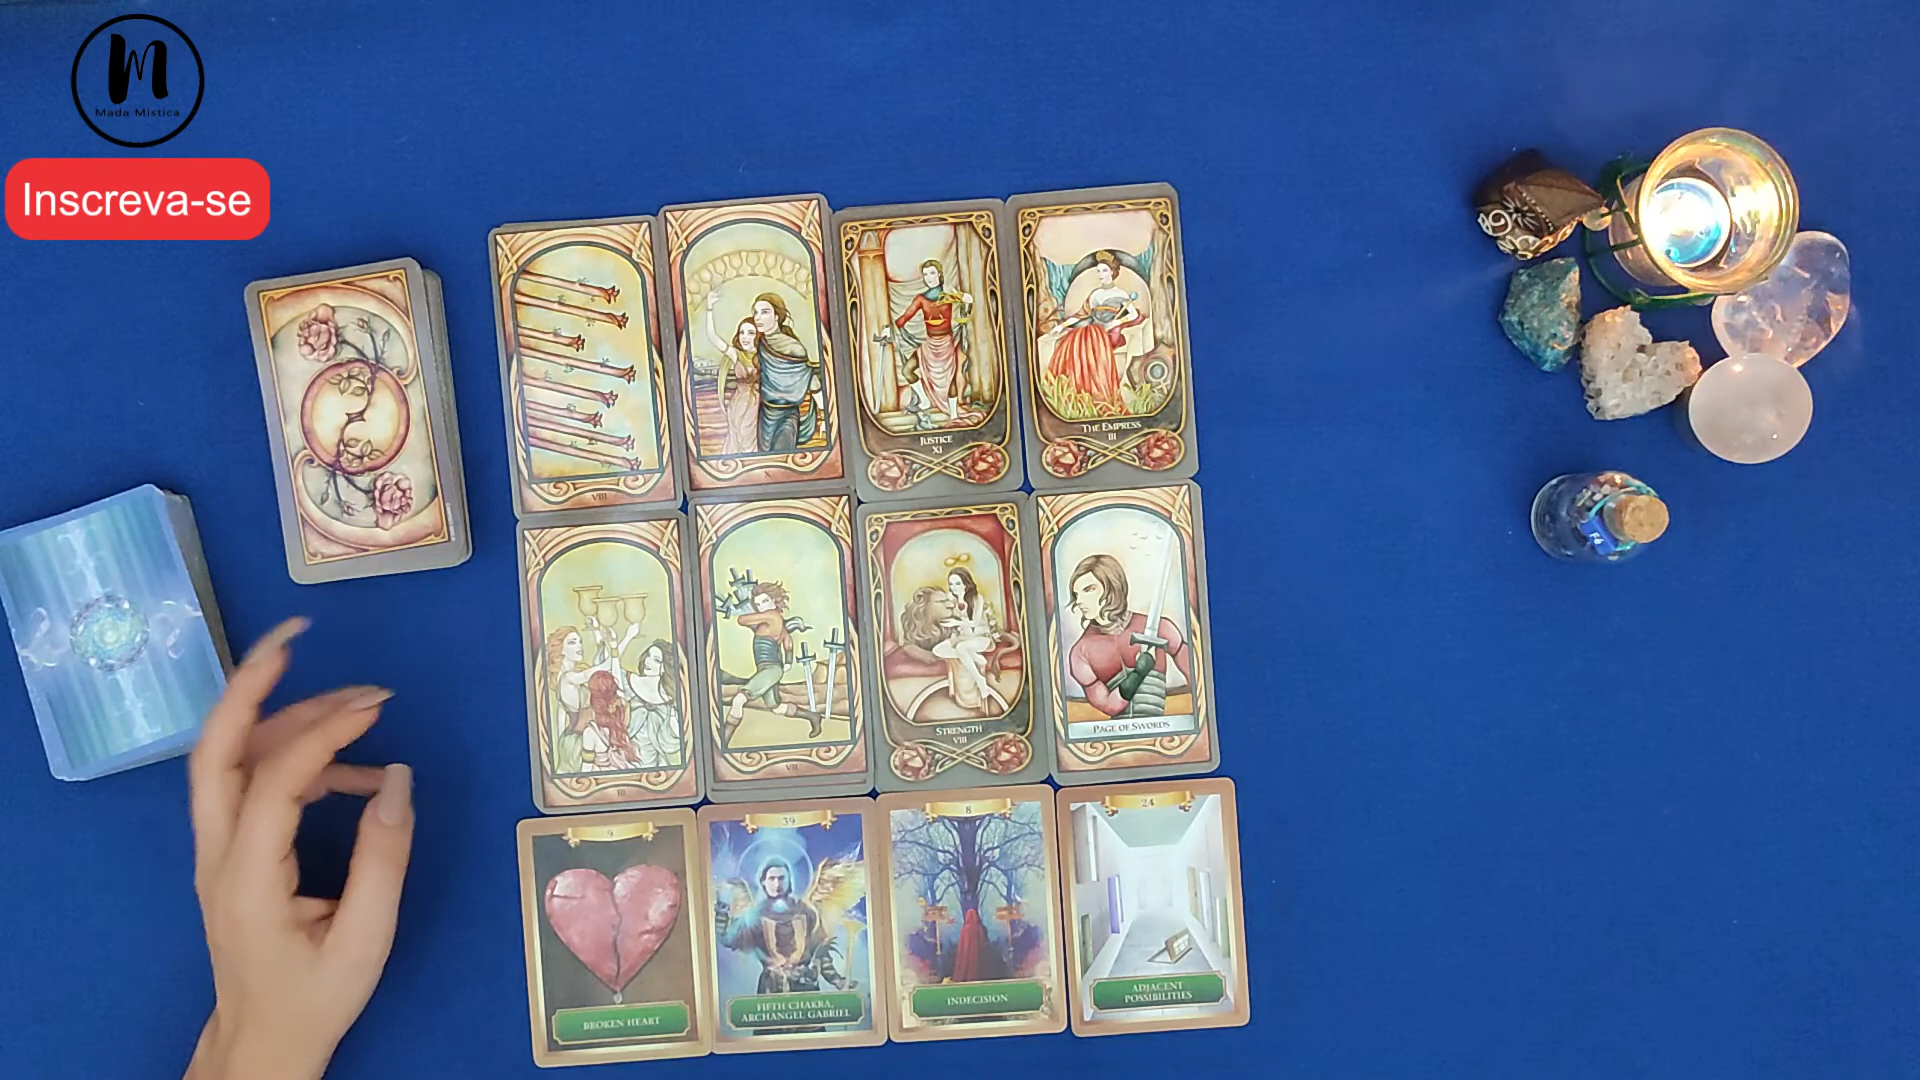 M
Mada Mística
Inscreva-se
VIII
X
JUSTICE
XI
THE EMPRESS
III
III
VII
STRENGTH
VIII
PAGE OF SWORDS
9
BROKEN HEART
39
FIFTH CHAKRA,
ARCHANGEL GABRIEL
8
INDECISION
24
ADJACENT
POSSIBILITIES